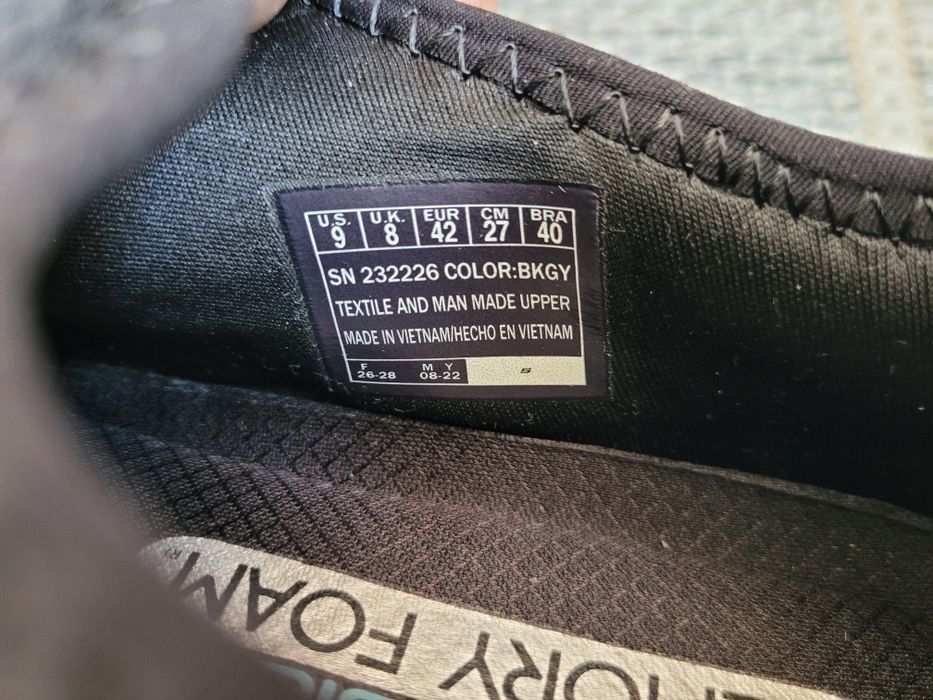 U.S. U.K. EUR CM BRA
9 8 42 27 40
SN 232226 COLOR:BKGY
TEXTILE AND MAN MADE UPPER
MADE IN VIETNAM/HECHO EN VIETNAM
F M Y
26-28 08-22 S
FOAM